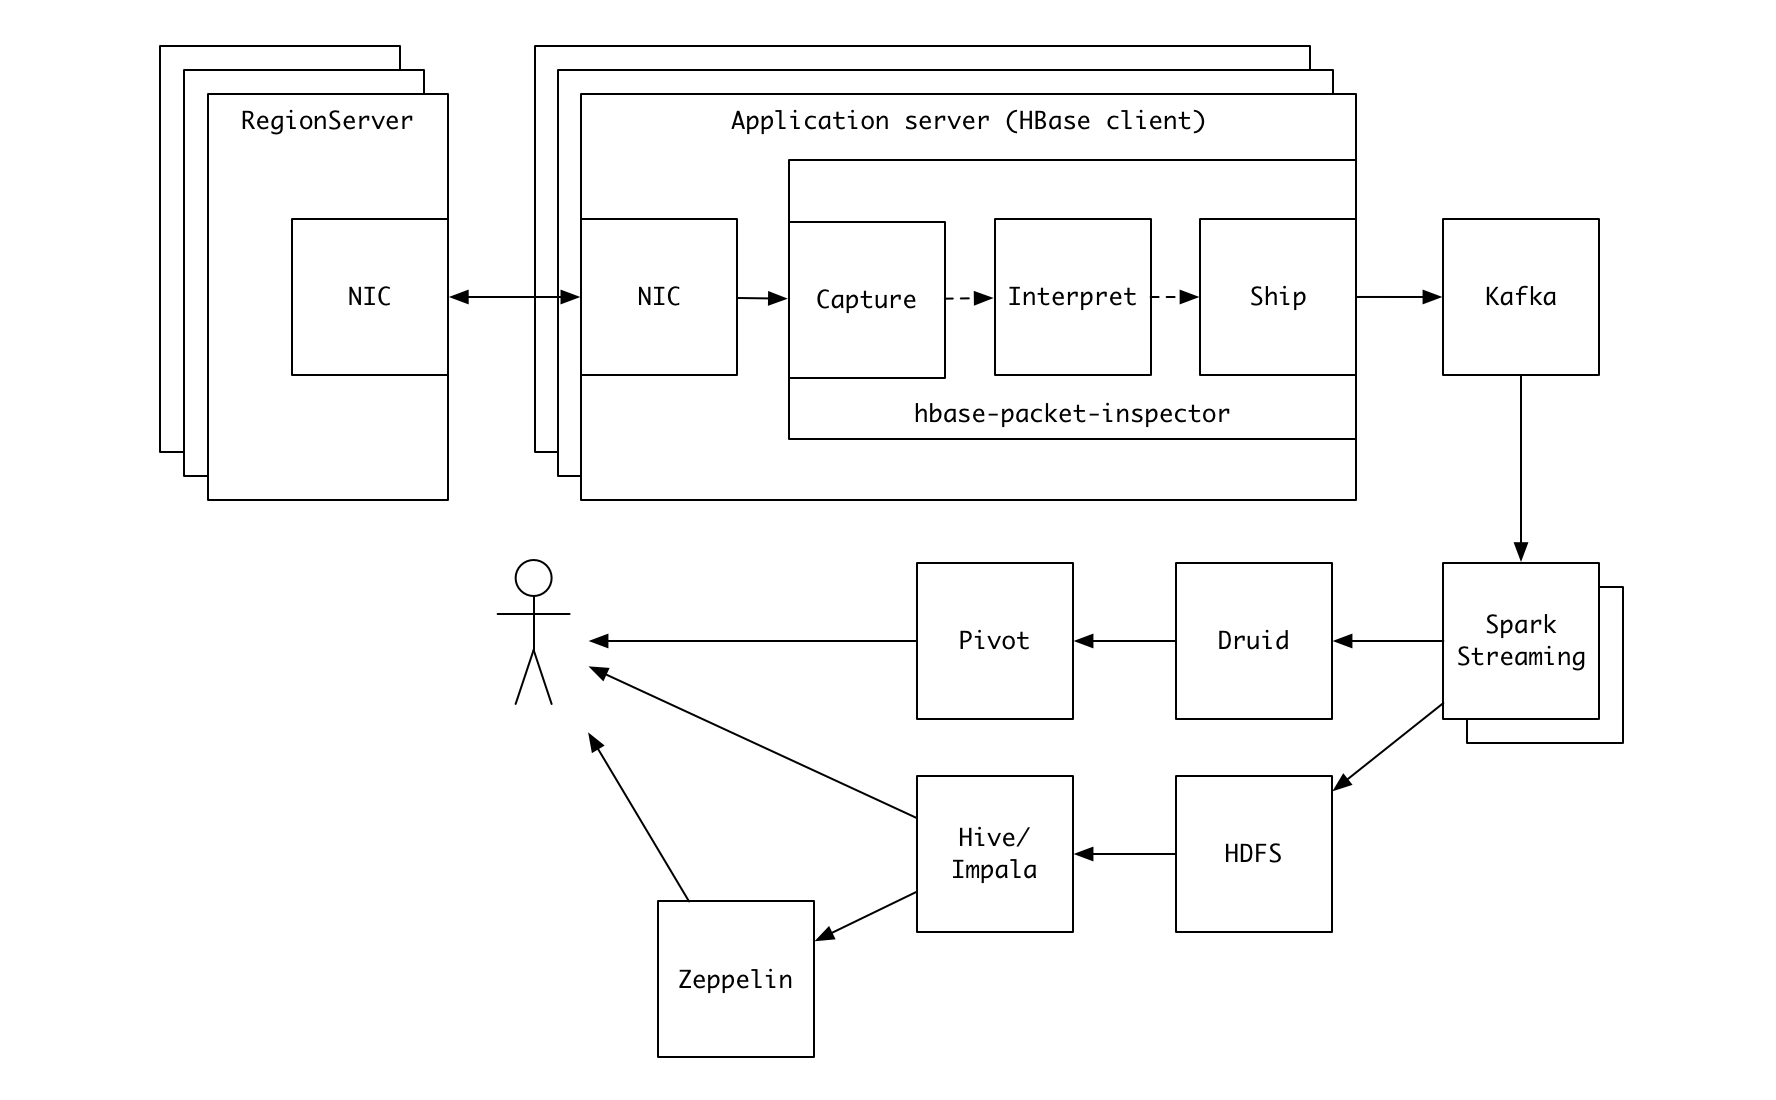 RegionServer
Application server (HBase client)
NIC
NIC
Capture
Interpret
Ship
Kafka
hbase-packet-inspector
Pivot
Druid
Spark
Streaming
Hive/
Impala
HDFS
Zeppelin